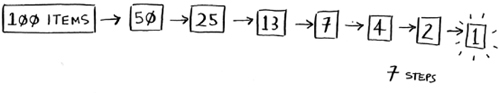 100 ITEMS → 50 → 25 → 13 → 7 → 4 → 2 → 1
7 STEPS